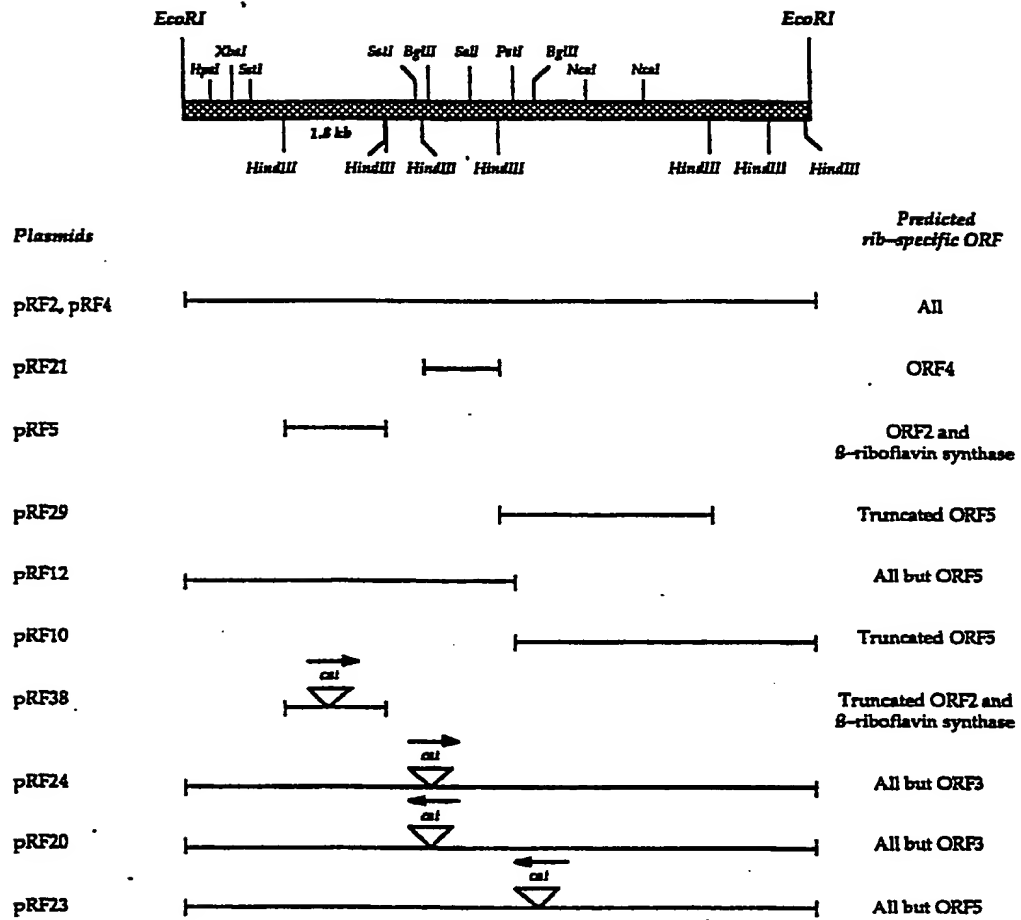 EcoRI EcoRI
XbaI SstI BglII SalI PstI BglII
HpaI SstI NcoI NcoI
1.8 kb
HindIII HindIII HindIII HindIII HindIII HindIII HindIII
Predicted
Plasmids rib-specific ORF
pRF2, pRF4 All
pRF21 ORF4
pRF5 ORF2 and
β-riboflavin synthase
pRF29 Truncated ORF5
pRF12 All but ORF5
pRF10 Truncated ORF5
cat
pRF38 Truncated ORF2 and
β-riboflavin synthase
cat
pRF24 All but ORF3
cat
pRF20 All but ORF3
cat
pRF23 All but ORF5